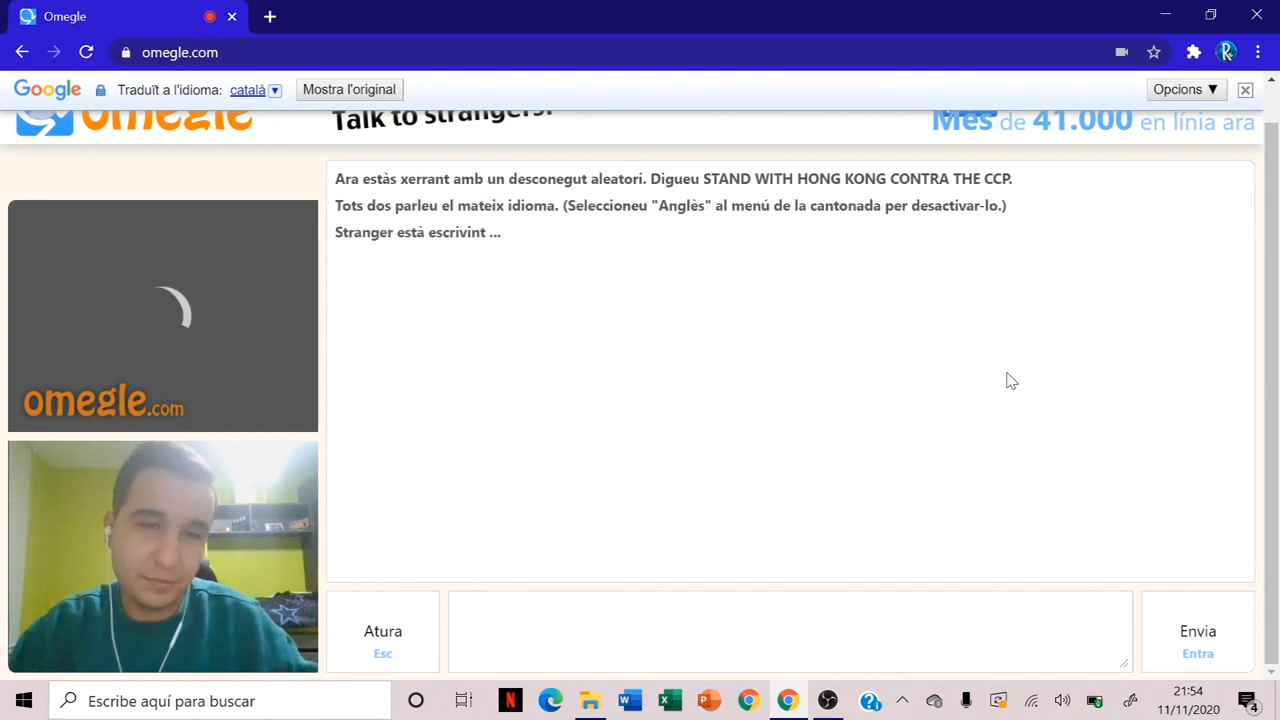 Omegle
omegle.com
Google Traduït a l'idioma: català Mostra l'original Opcions ▼
omegle Talk to strangers! Més de 41.000 en línia ara
Ara estàs xerrant amb un desconegut aleatori. Digueu STAND WITH HONG KONG CONTRA THE CCP.
Tots dos parleu el mateix idioma. (Seleccioneu "Anglès" al menú de la cantonada per desactivar-lo.)
Stranger està escrivint ...
omegle.com
Atura
Esc
Envia
Entra
Escribe aquí para buscar
21:54
11/11/2020
4